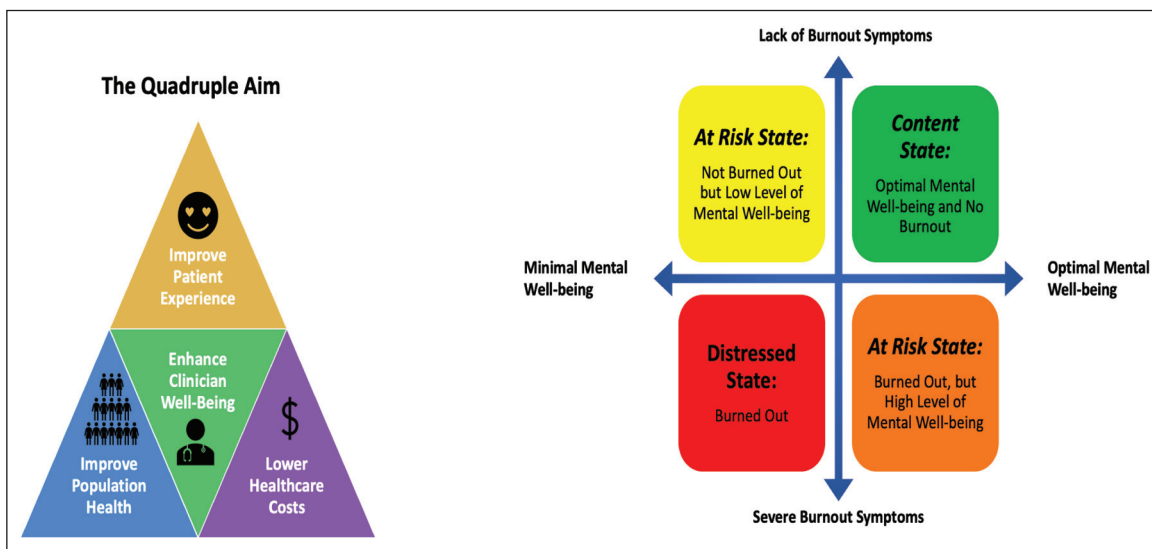 The Quadruple Aim
Improve
Patient
Experience
Enhance
Clinician
Well-Being
Improve
Population
Health
$
Lower
Healthcare
Costs
Lack of Burnout Symptoms
At Risk State:
Not Burned Out
but Low Level of
Mental Well-being
Content
State:
Optimal Mental
Well-being and No
Burnout
Minimal Mental
Well-being
Optimal Mental
Well-being
Distressed
State:
Burned Out
At Risk State:
Burned Out, but
High Level of
Mental Well-being
Severe Burnout Symptoms